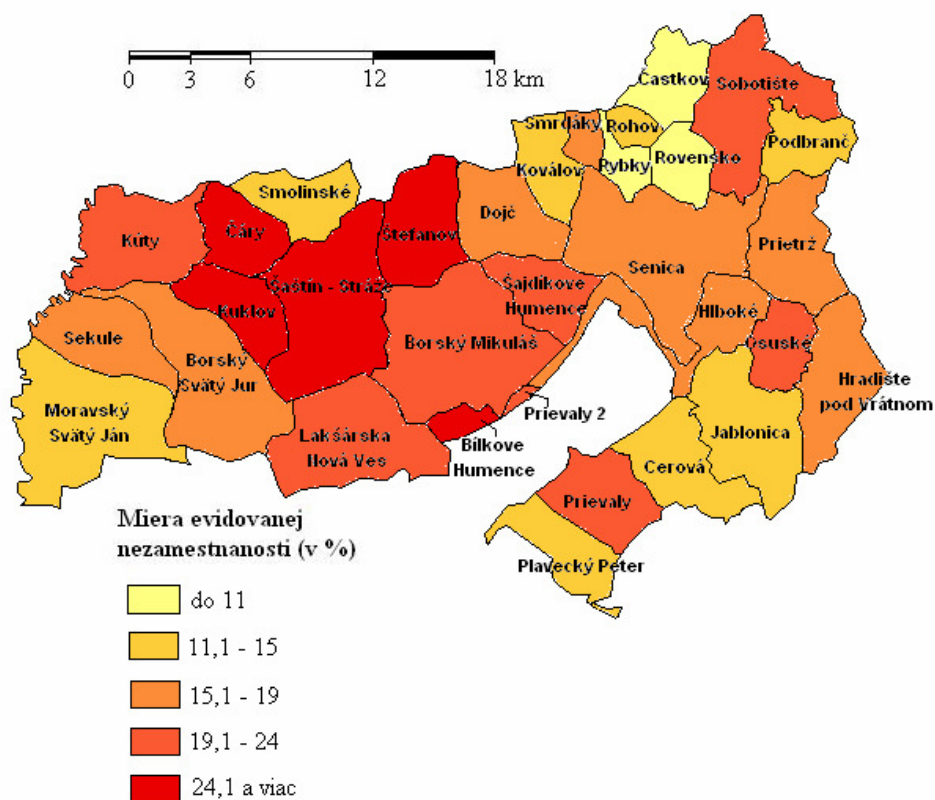 0 3 6 12 18 km
Častkov
Sobotište
Smrdáky
Rohov
Podbranč
Koválov
Rybky
Rovensko
Smolinské
Dojč
Kúty
Čáry
Štefanov
Senica
Prietrž
Šaštín - Stráže
Šajdíkove
Humence
Kuklov
Hlboké
Sekule
Borský Mikuláš
Osuské
Borský
Svätý Jur
Hradište
pod Vrátnom
Prievaly 2
Moravský
Svätý Ján
Jablonica
Lakšárska
Nová Ves
Bílkove
Humence
Cerová
Prievaly
Plavecký Peter
Miera evidovanej
nezamestnanosti (v %)
do 11
11,1 - 15
15,1 - 19
19,1 - 24
24,1 a viac